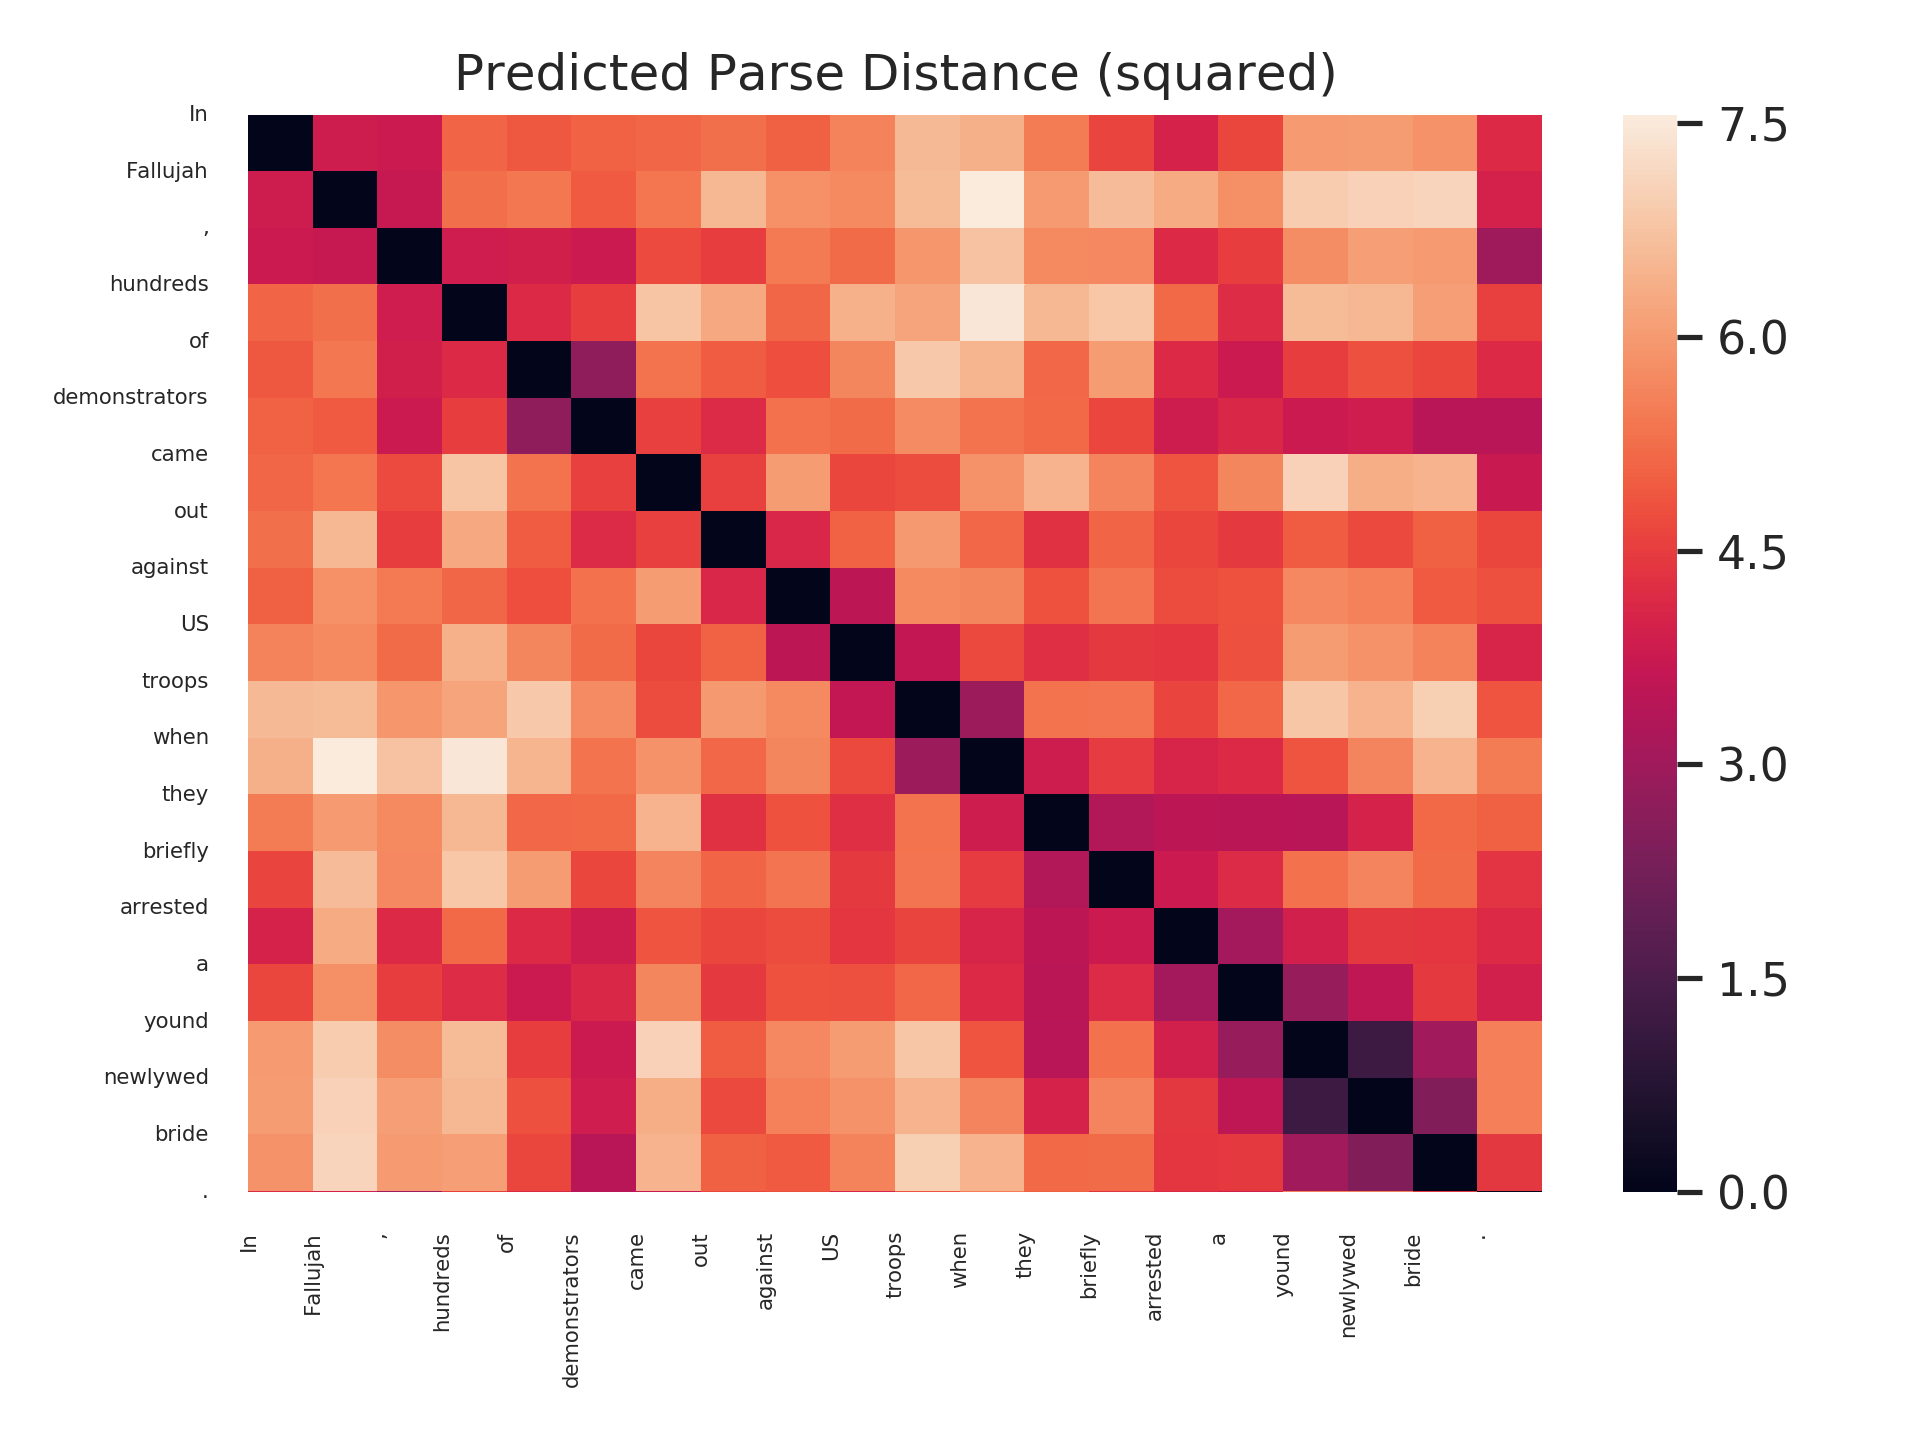 Predicted Parse Distance (squared)
In
Fallujah
,
hundreds
of
demonstrators
came
out
against
US
troops
when
they
briefly
arrested
a
yound
newlywed
bride
.
In
Fallujah
,
hundreds
of
demonstrators
came
out
against
US
troops
when
they
briefly
arrested
a
yound
newlywed
bride
.
7.5
6.0
4.5
3.0
1.5
0.0